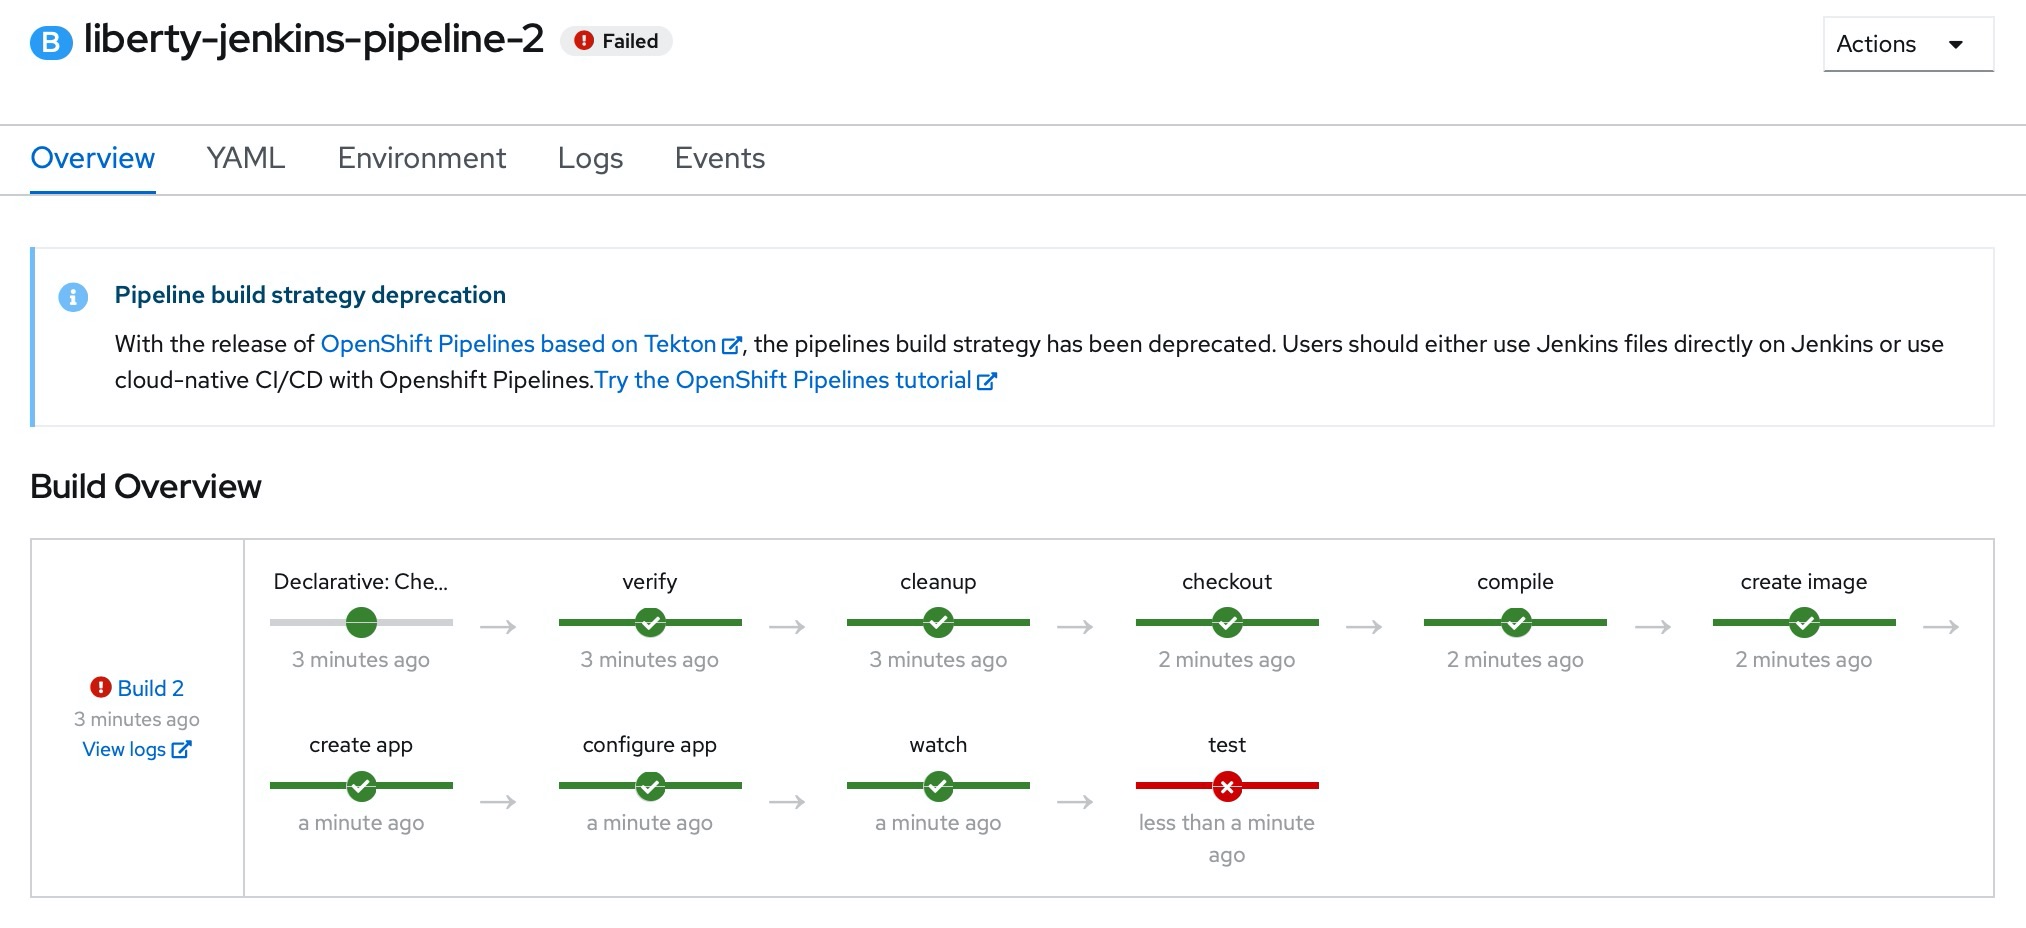 B liberty-jenkins-pipeline-2 Failed
Actions
Overview YAML Environment Logs Events
Pipeline build strategy deprecation
With the release of OpenShift Pipelines based on Tekton, the pipelines build strategy has been deprecated. Users should either use Jenkins files directly on Jenkins or use
cloud-native CI/CD with Openshift Pipelines.Try the OpenShift Pipelines tutorial
Build Overview
Build 2
3 minutes ago
View logs
Declarative: Che... verify cleanup checkout compile create image
3 minutes ago 3 minutes ago 3 minutes ago 2 minutes ago 2 minutes ago 2 minutes ago
create app configure app watch test
a minute ago a minute ago a minute ago less than a minute
ago